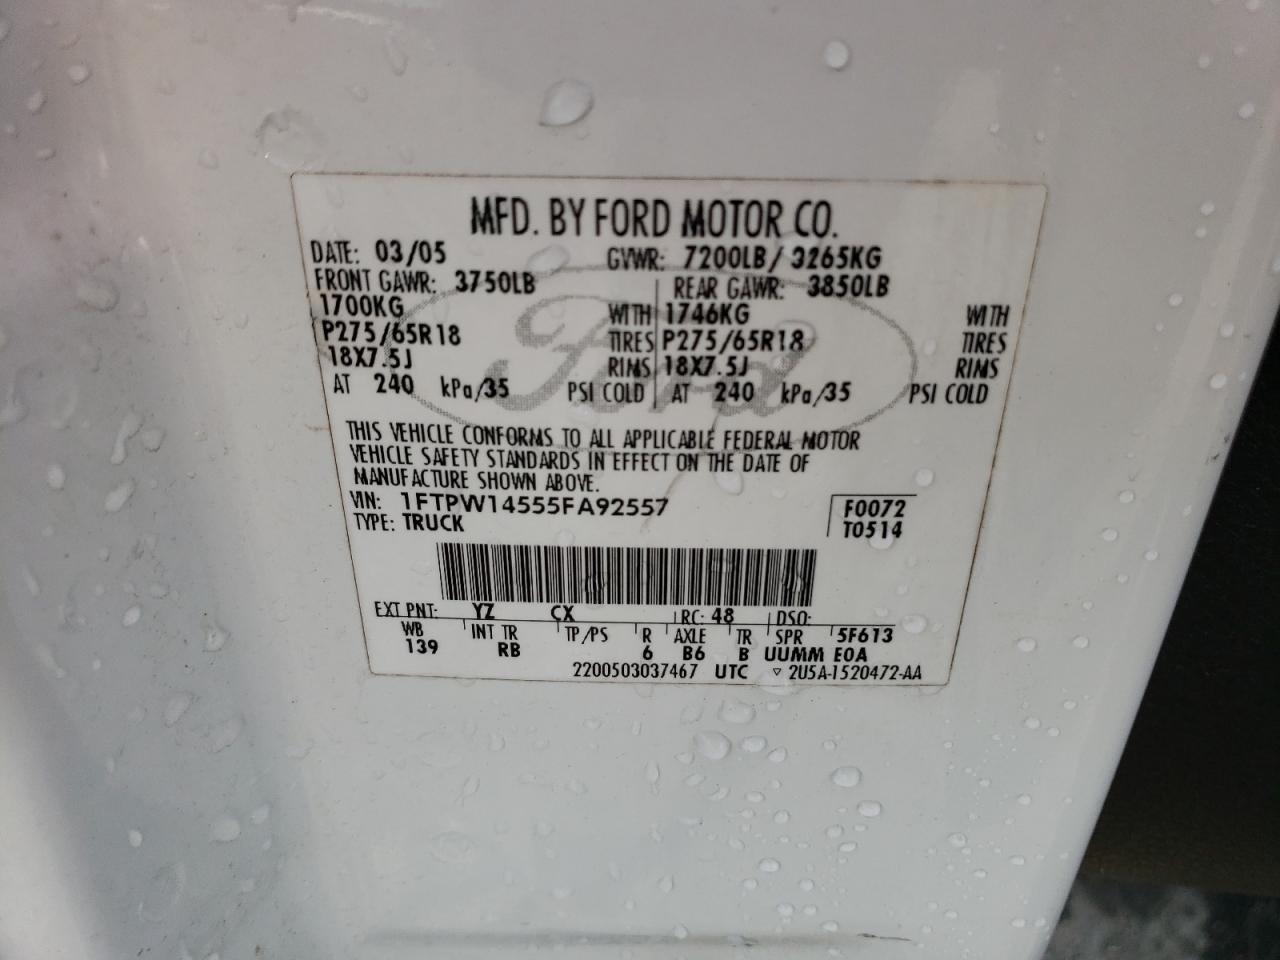 MFD. BY FORD MOTOR CO.
DATE: 03/05 GVWR: 7200LB / 3265KG
FRONT GAWR: 3750LB REAR GAWR: 3850LB
1700KG WITH 1746KG WITH
P275/65R18 TIRES P275/65R18 TIRES
18X7.5J RIMS 18X7.5J RIMS
AT 240 kPa/35 PSI COLD AT 240 kPa/35 PSI COLD
Ford
THIS VEHICLE CONFORMS TO ALL APPLICABLE FEDERAL MOTOR
VEHICLE SAFETY STANDARDS IN EFFECT ON THE DATE OF
MANUFACTURE SHOWN ABOVE.
VIN: 1FTPW14555FA92557 F0072
TYPE: TRUCK T0514
EXT PNT: YZ CX RC: 48 DSO:
WB INT TR TP/PS R AXLE TR SPR 5F613
139 RB 6 B6 B UUMM E0A
2200503037467 UTC ▽ 2U5A-1520472-AA